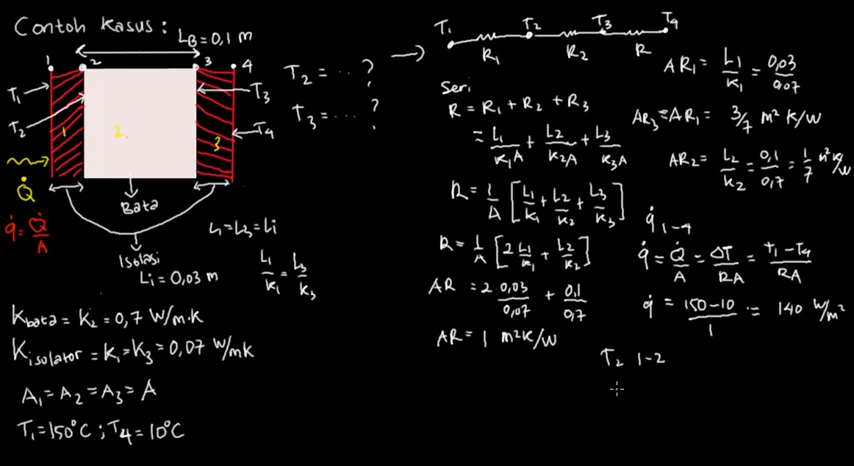 Contoh Kasus :
L_B = 0,1 m
1 2 3 4
T₁
T₂
T₃
T₄
1
2.
3
Q̇
q̇ = Q̇/A
Bata
Isolasi
Li = 0,03 m
L₁ = L₃ = Li
L₁/k₁ = L₃/k₃
T₂ = ... ?
T₃ = .... ?
Kbata = K₂ = 0,7 W/m·K
Kisolator = K₁ = K₃ = 0,07 W/mK
A₁ = A₂ = A₃ = A
T₁ = 150°C ; T₄ = 10°C
T₁ T₂ T₃ T₄
R₁ R₂ R
Seri
R = R₁ + R₂ + R₃
= L₁/K₁A + L₂/K₂A + L₃/K₃A
R = 1/A [L₁/K₁ + L₂/K₂ + L₃/K₃]
R = 1/A [2 L₁/K₁ + L₂/K₂]
AR = 2 0,03/0,07 + 0,1/0,7
AR = 1 m²K/W
AR₁ = L₁/K₁ = 0,03/0,07
AR₃ = AR₁ = 3/7 m² K/W
AR₂ = L₂/K₂ = 0,1/0,7 = 1/7 m²K/W
q̇₁₋₄
q̇ = Q̇/A = ΔT/RA = T₁-T₄/RA
q̇ = 150-10/1 = 140 W/m²
T₂ 1-2